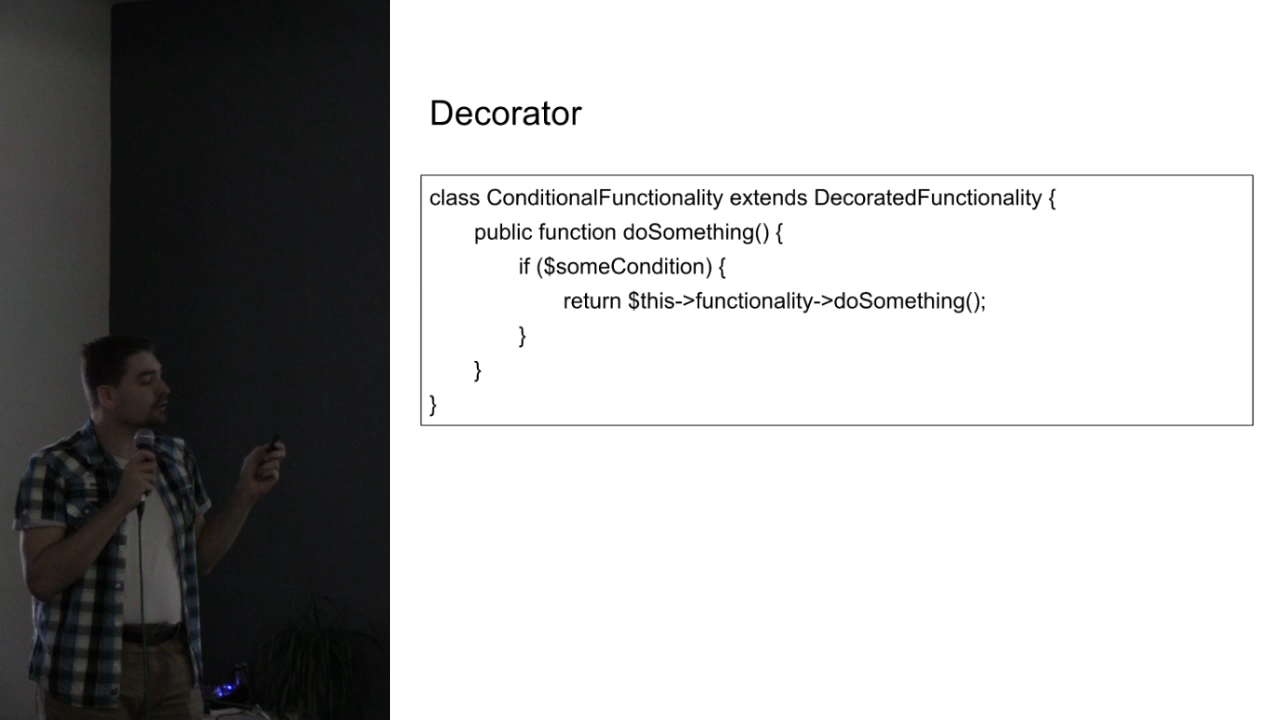 Decorator
class ConditionalFunctionality extends DecoratedFunctionality {
public function doSomething() {
if ($someCondition) {
return $this->functionality->doSomething();
}
}
}